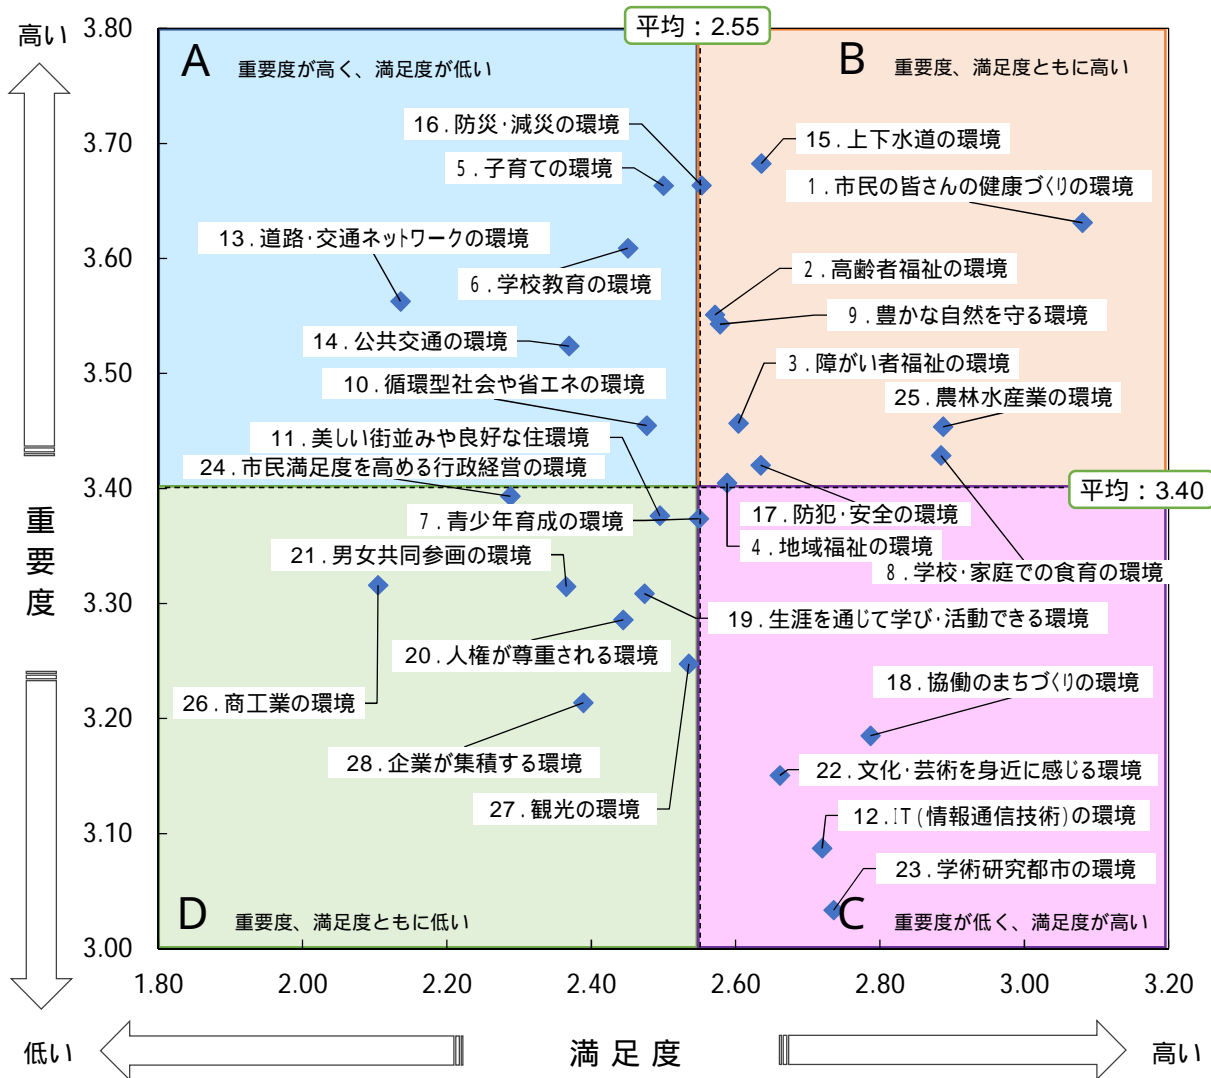 高い
3.80
平均：2.55
A 重要度が高く、満足度が低い
B 重要度、満足度ともに高い
16．防災・減災の環境
15．上下水道の環境
3.70
5．子育ての環境
1．市民の皆さんの健康づくりの環境
13．道路・交通ネットワークの環境
3.60
2．高齢者福祉の環境
6．学校教育の環境
9．豊かな自然を守る環境
14．公共交通の環境
3.50
3．障がい者福祉の環境
10．循環型社会や省エネの環境
25．農林水産業の環境
11．美しい街並みや良好な住環境
24．市民満足度を高める行政経営の環境
3.40
平均：3.40
7．青少年育成の環境
17．防犯・安全の環境
4．地域福祉の環境
21．男女共同参画の環境
8．学校・家庭での食育の環境
重要度
3.30
19．生涯を通じて学び・活動できる環境
20．人権が尊重される環境
18．協働のまちづくりの環境
26．商工業の環境
3.20
28．企業が集積する環境
22．文化・芸術を身近に感じる環境
27．観光の環境
12．IT(情報通信技術)の環境
3.10
23．学術研究都市の環境
D 重要度、満足度ともに低い
C 重要度が低く、満足度が高い
3.00
1.80 2.00 2.20 2.40 2.60 2.80 3.00 3.20
低い 満足度 高い